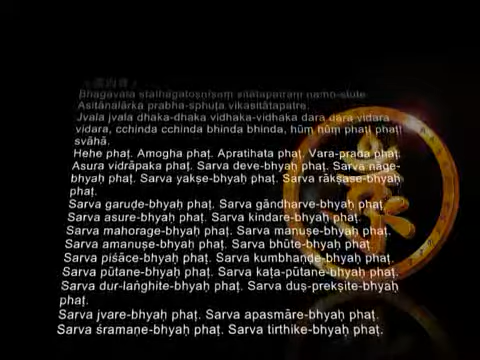 Bhagavata stathāgatoṣṇīṣaṃ sitātapatraṃ namo-stute
Asitānalārka prabha-sphuṭa vikasitātapatre.
Jvala jvala dhaka-dhaka vidhaka-vidhaka dara dara vidara
vidara, cchinda cchinda bhinda bhinda, hūṃ hūṃ phaṭ! phaṭ!
svāhā.
Hehe phaṭ. Amogha phaṭ. Apratihata phaṭ. Vara-prada phaṭ.
Asura vidrāpaka phaṭ. Sarva deve-bhyaḥ phaṭ. Sarva nāge-
bhyaḥ phaṭ. Sarva yakṣe-bhyaḥ phaṭ. Sarva rākṣase-bhyaḥ
phaṭ.
Sarva garuḍe-bhyaḥ phaṭ. Sarva gāndharve-bhyaḥ phaṭ.
Sarva asure-bhyaḥ phaṭ. Sarva kindare-bhyaḥ phaṭ.
Sarva mahorage-bhyaḥ phaṭ. Sarva manuṣe-bhyaḥ phaṭ.
Sarva amanuṣe-bhyaḥ phaṭ. Sarva bhūte-bhyaḥ phaṭ.
Sarva piśāce-bhyaḥ phaṭ. Sarva kumbhaṇḍe-bhyaḥ phaṭ.
Sarva pūtane-bhyaḥ phaṭ. Sarva kaṭa-pūtane-bhyaḥ phaṭ.
Sarva dur-laṅghite-bhyaḥ phaṭ. Sarva duṣ-prekṣite-bhyaḥ
phaṭ.
Sarva jvare-bhyaḥ phaṭ. Sarva apasmāre-bhyaḥ phaṭ.
Sarva śramaṇe-bhyaḥ phaṭ. Sarva tirthike-bhyaḥ phaṭ.